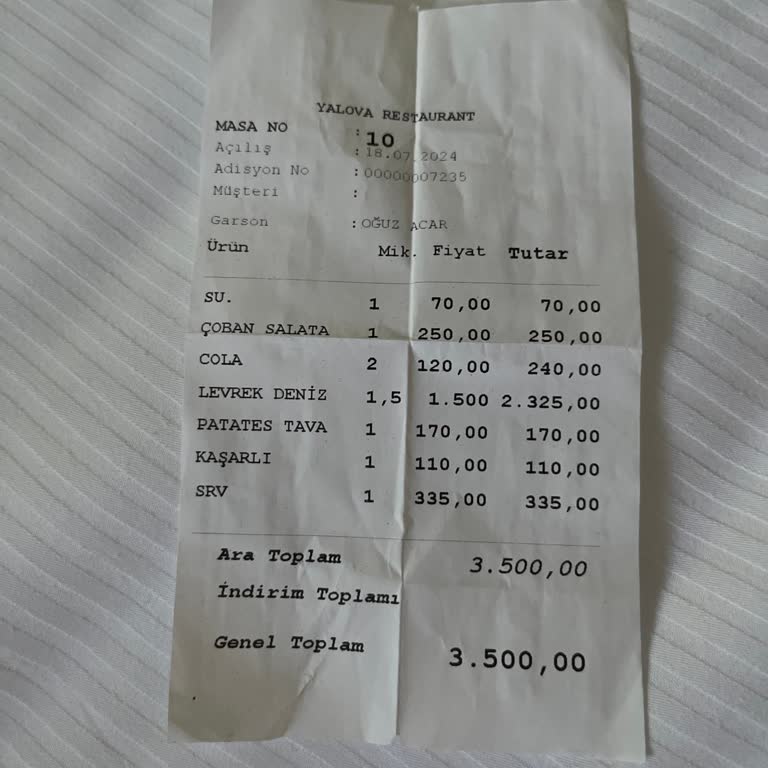 YALOVA RESTAURANT
MASA NO : 10
Açılış : 18.07.2024
Adisyon No : 00000007235
Müşteri :
Garson : OĞUZ ACAR
Ürün Mik. Fiyat Tutar
SU. 1 70,00 70,00
ÇOBAN SALATA 1 250,00 250,00
COLA 2 120,00 240,00
LEVREK DENİZ 1,5 1.500 2.325,00
PATATES TAVA 1 170,00 170,00
KAŞARLI 1 110,00 110,00
SRV 1 335,00 335,00
Ara Toplam 3.500,00
İndirim Toplamı
Genel Toplam 3.500,00